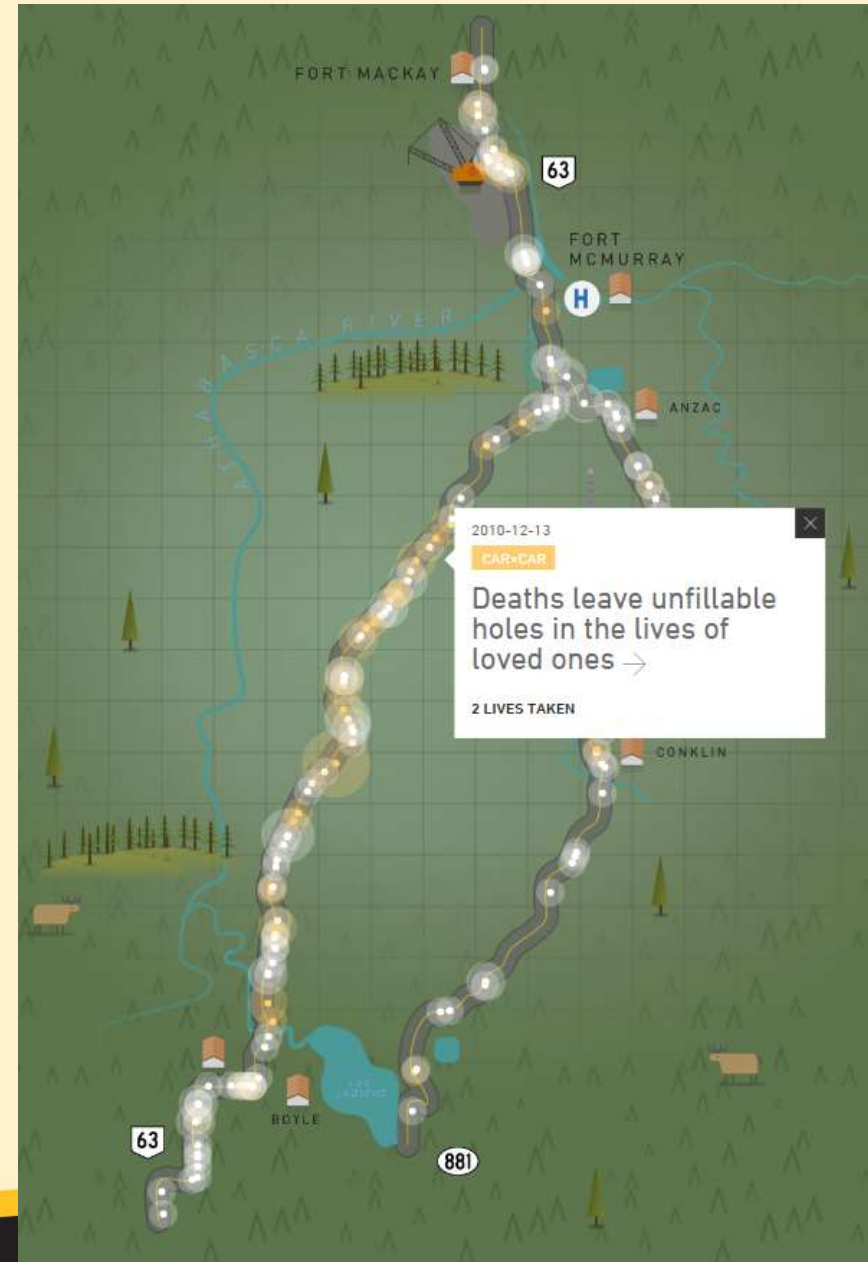 FORT MACKAY
63
FORT
MCMURRAY
H
ATHABASCA RIVER
ANZAC
2010-12-13
CAR×CAR
Deaths leave unfillable
holes in the lives of
loved ones →
2 LIVES TAKEN
CONKLIN
BOYLE
63
881